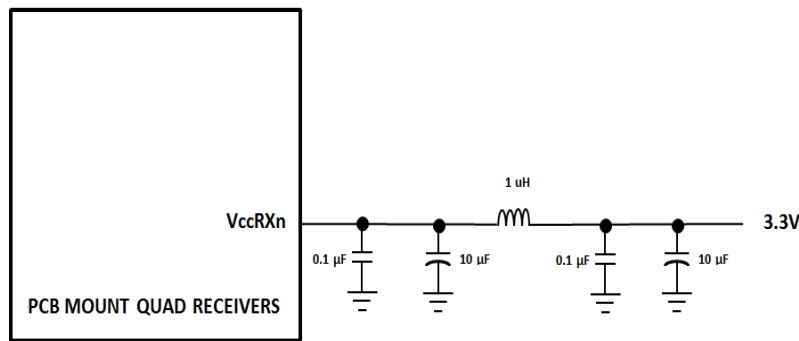 1 uH
VccRXn
3.3V
0.1 µF
10 µF
0.1 µF
10 µF
PCB MOUNT QUAD RECEIVERS